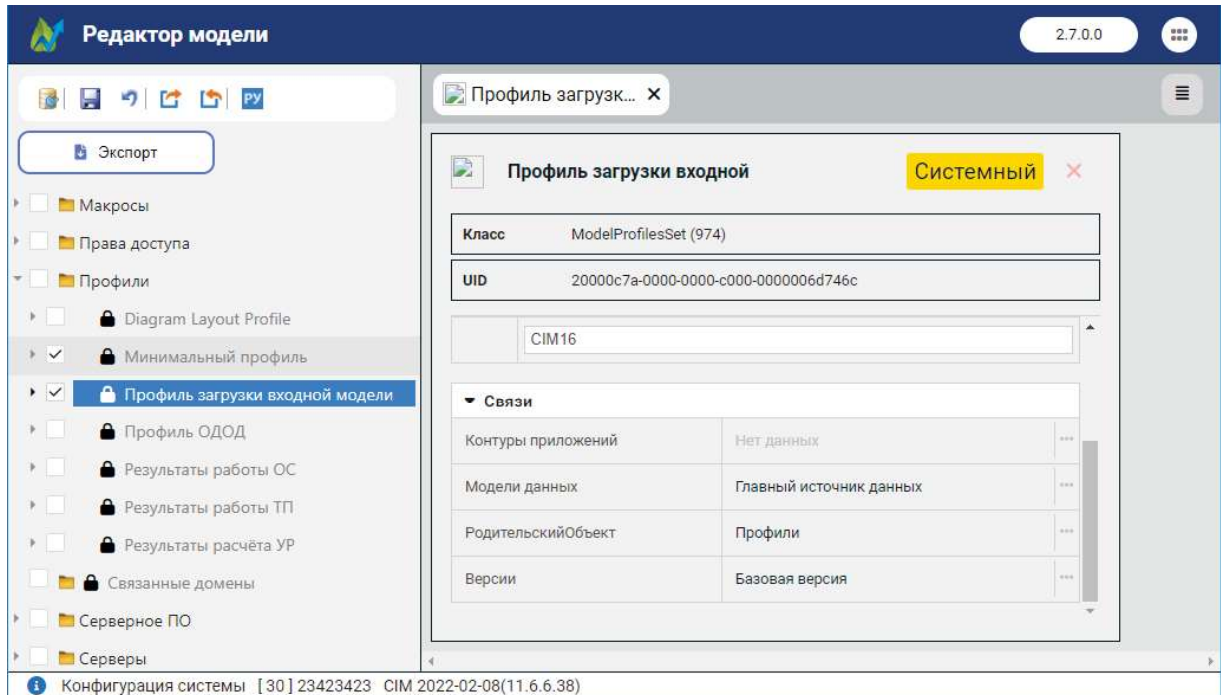 Редактор модели
2.7.0.0
РУ
Экспорт
Макросы
Права доступа
Профили
Diagram Layout Profile
Минимальный профиль
Профиль загрузки входной модели
Профиль ОДОД
Результаты работы ОС
Результаты работы ТП
Результаты расчёта УР
Связанные домены
Серверное ПО
Серверы
Профиль загрузк...
Профиль загрузки входной
Системный
Класс ModelProfilesSet (974)
UID 20000c7a-0000-0000-c000-0000006d746c
CIM16
Связи
Контуры приложений Нет данных
Модели данных Главный источник данных
РодительскийОбъект Профили
Версии Базовая версия
Конфигурация системы [ 30 ] 23423423 CIM 2022-02-08(11.6.6.38)